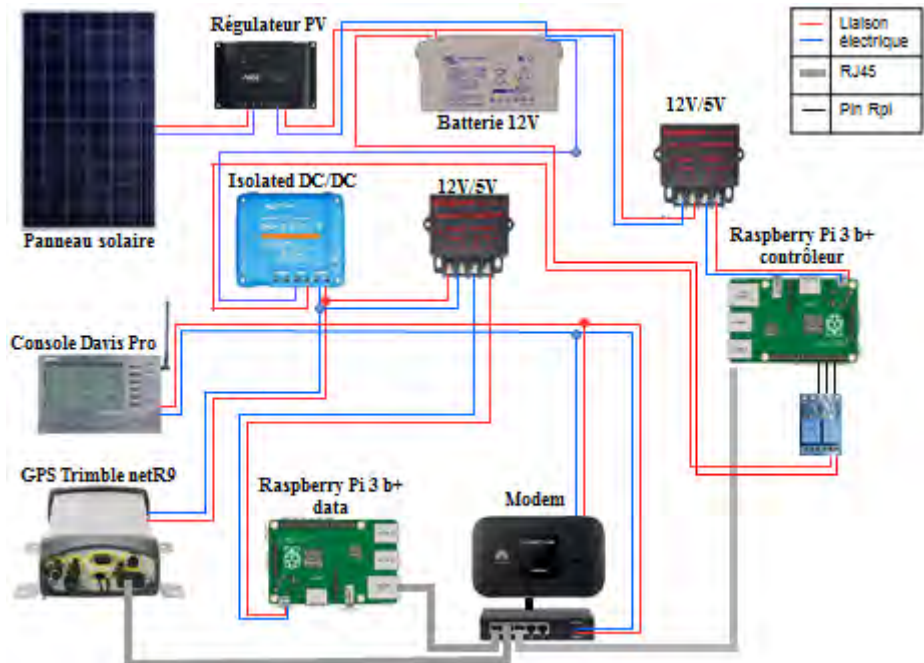 Régulateur PV
Liaison
électrique
RJ45
Pin Rpi
Batterie 12V
12V/5V
Isolated DC/DC
12V/5V
Panneau solaire
Raspberry Pi 3 b+
contrôleur
Console Davis Pro
GPS Trimble netR9
Raspberry Pi 3 b+
data
Modem